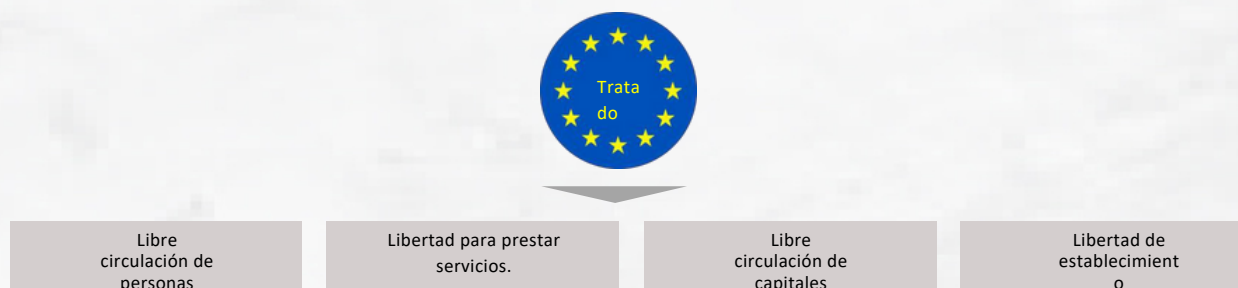 Trata
do
Libre
circulación de
personas
Libertad para prestar
servicios.
Libre
circulación de
capitales
Libertad de
establecimient
o